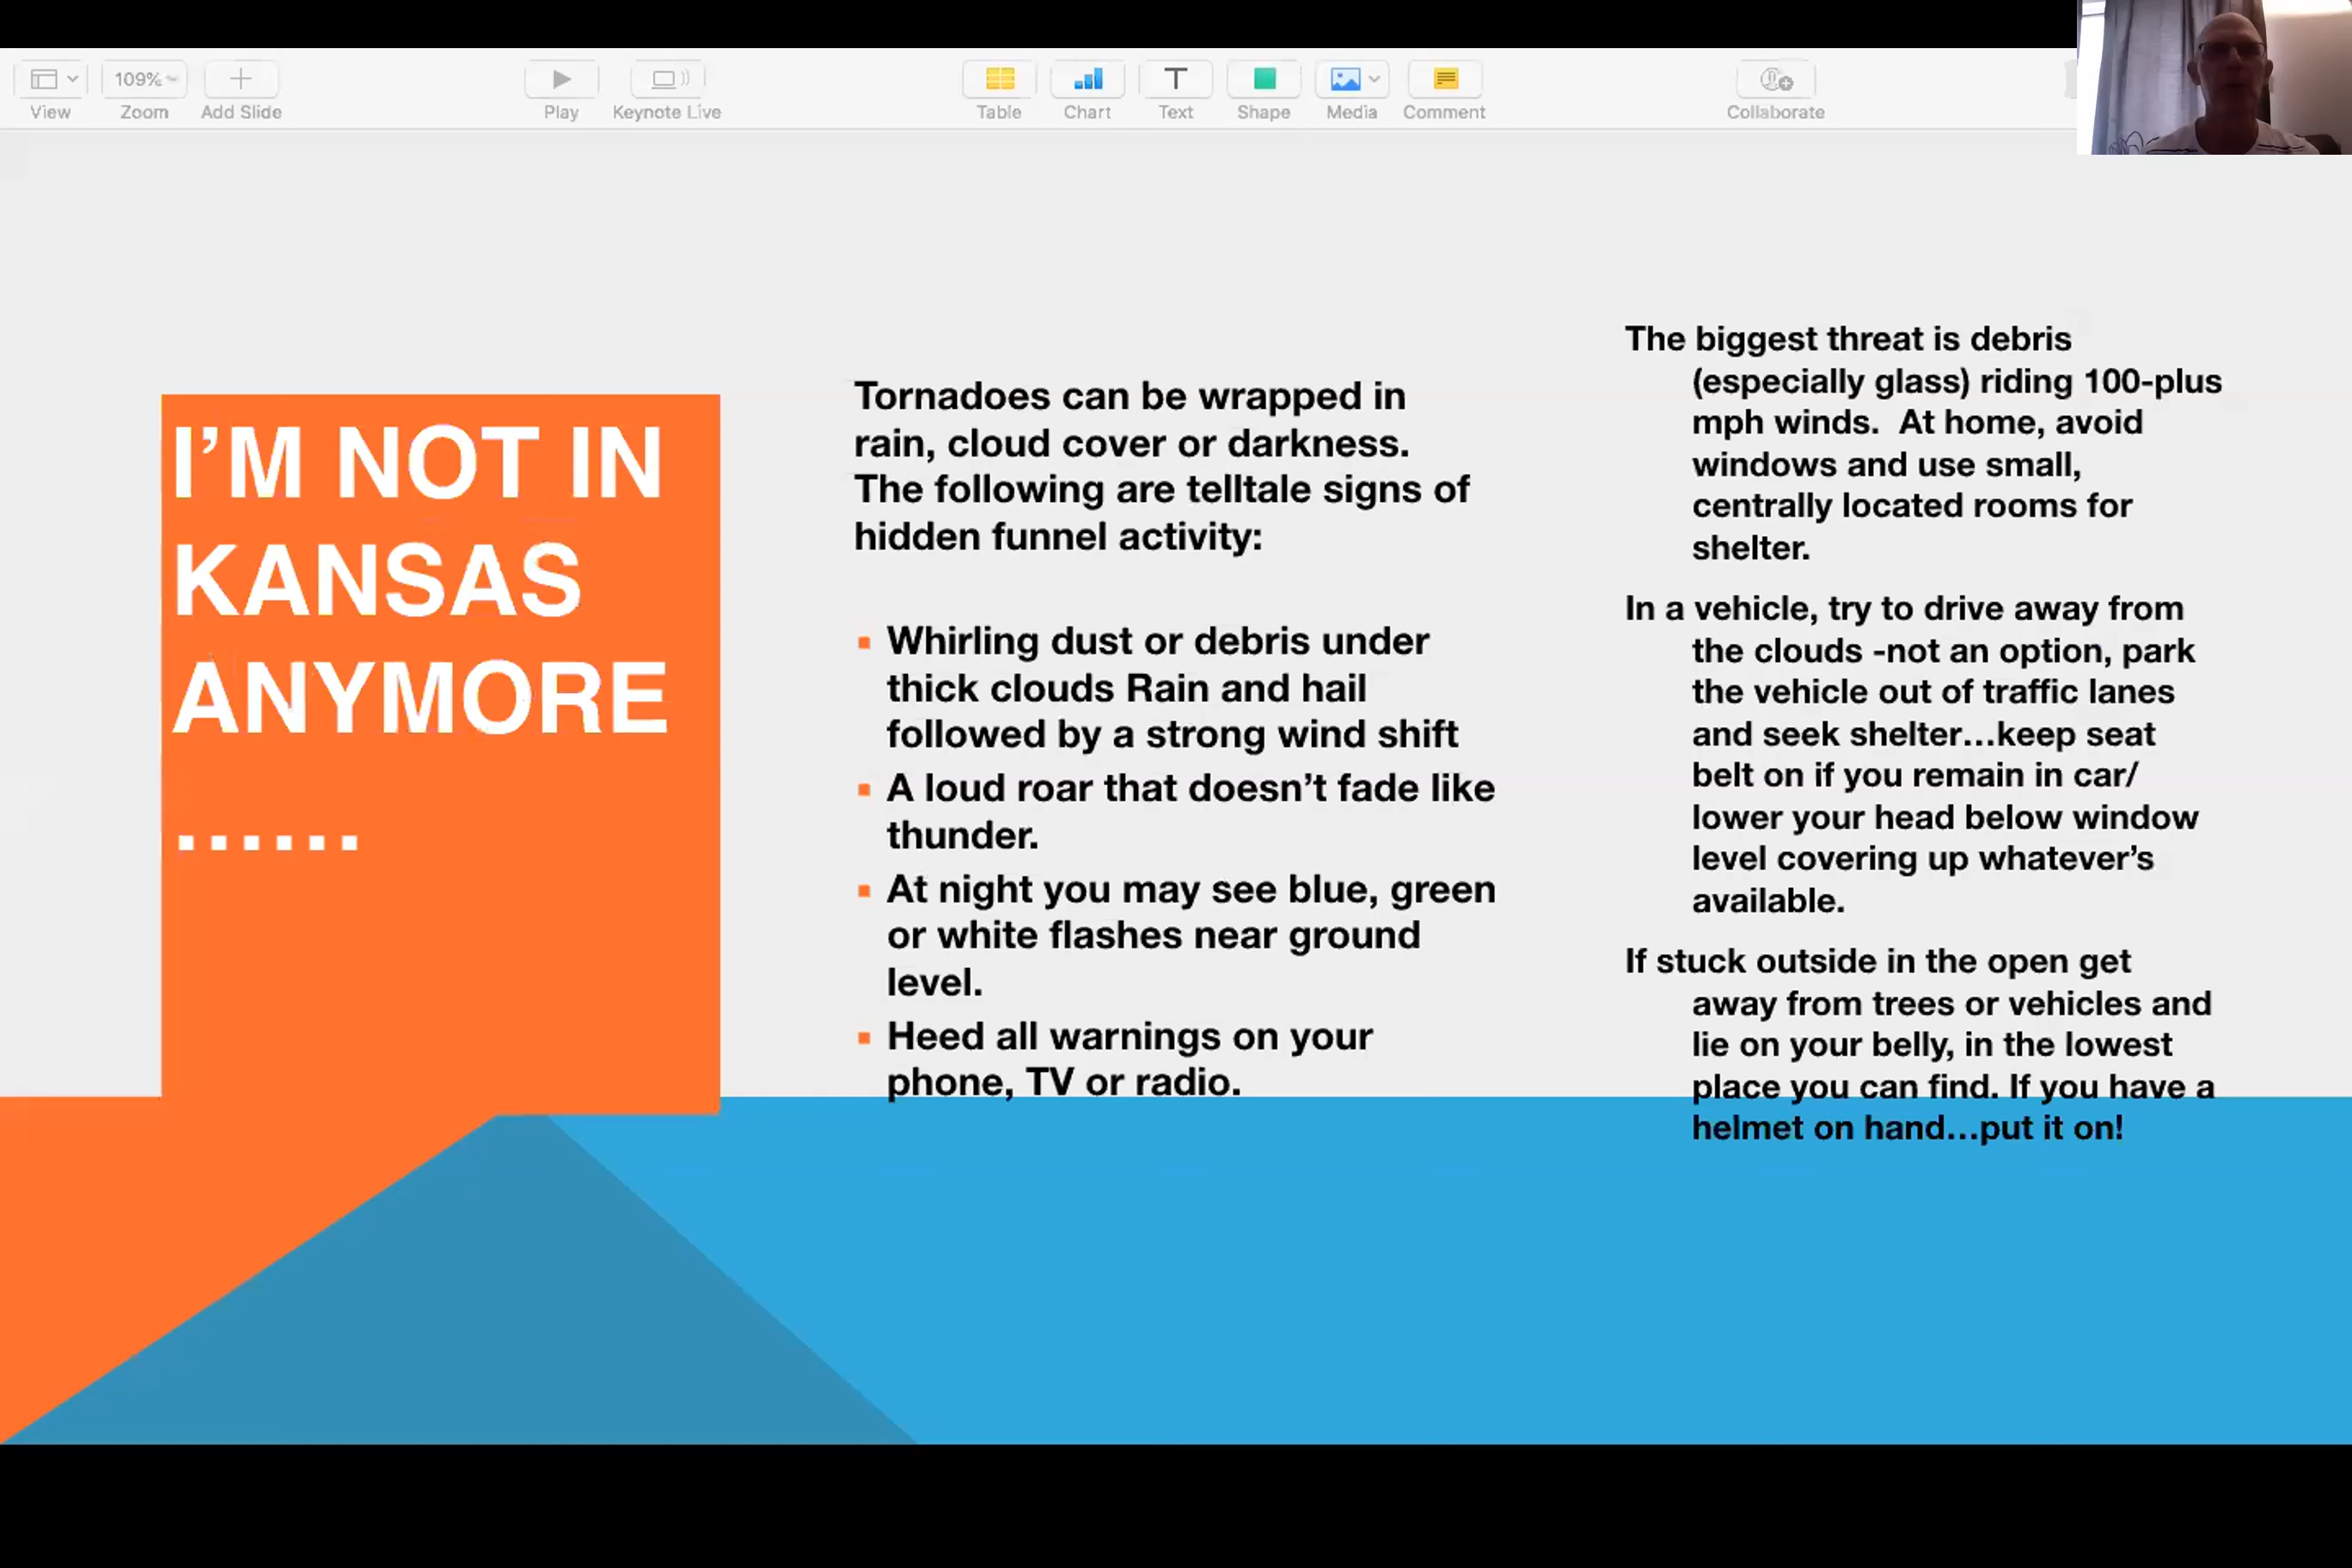 109%
View
Zoom
Add Slide
Play
Keynote Live
Table
Chart
Text
Shape
Media
Comment
Collaborate
I’M NOT IN
KANSAS
ANYMORE
......
Tornadoes can be wrapped in
rain, cloud cover or darkness.
The following are telltale signs of
hidden funnel activity:
▪ Whirling dust or debris under
thick clouds Rain and hail
followed by a strong wind shift
▪ A loud roar that doesn’t fade like
thunder.
▪ At night you may see blue, green
or white flashes near ground
level.
▪ Heed all warnings on your
phone, TV or radio.
The biggest threat is debris
(especially glass) riding 100-plus
mph winds.  At home, avoid
windows and use small,
centrally located rooms for
shelter.
In a vehicle, try to drive away from
the clouds -not an option, park
the vehicle out of traffic lanes
and seek shelter...keep seat
belt on if you remain in car/
lower your head below window
level covering up whatever’s
available.
If stuck outside in the open get
away from trees or vehicles and
lie on your belly, in the lowest
place you can find. If you have a
helmet on hand...put it on!